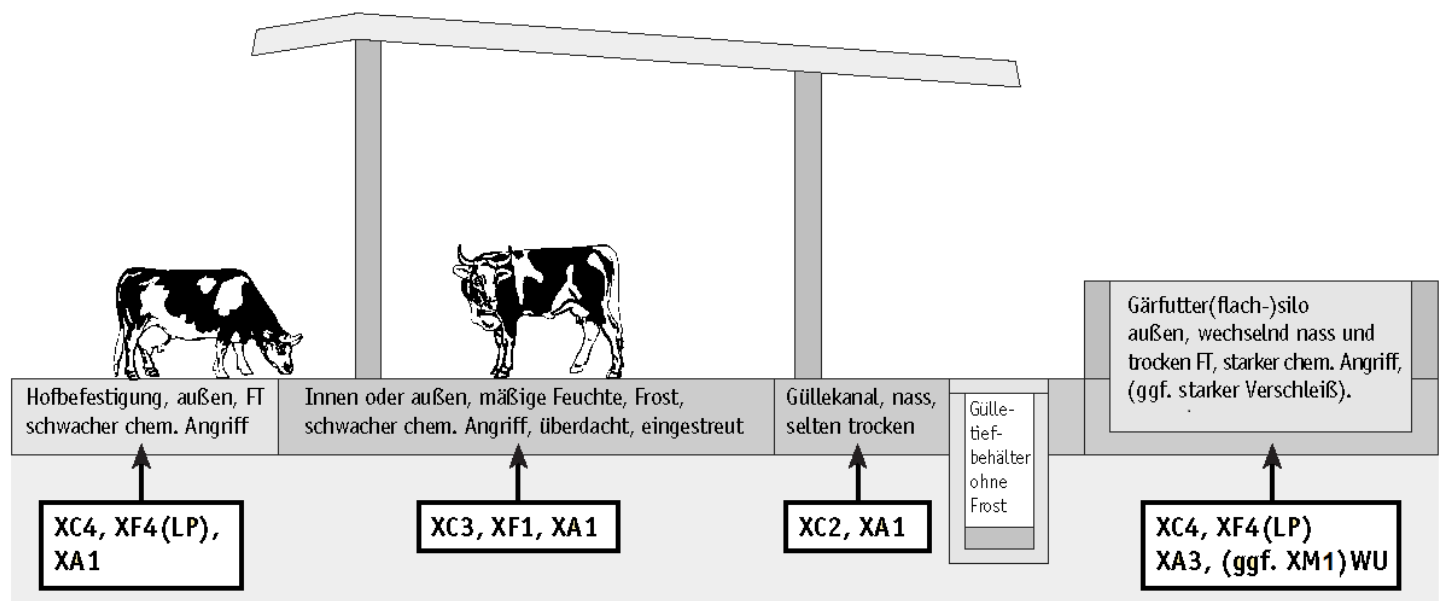 Hofbefestigung, außen, FT
schwacher chem. Angriff
Innen oder außen, mäßige Feuchte, Frost,
schwacher chem. Angriff, überdacht, eingestreut
Güllekanal, nass,
selten trocken
Gülle-
tief-
behälter
ohne
Frost
Gärfutter(flach-)silo
außen, wechselnd nass und
trocken FT, starker chem. Angriff,
(ggf. starker Verschleiß).
XC4, XF4(LP),
XA1
XC3, XF1, XA1
XC2, XA1
XC4, XF4(LP)
XA3, (ggf. XM1)WU